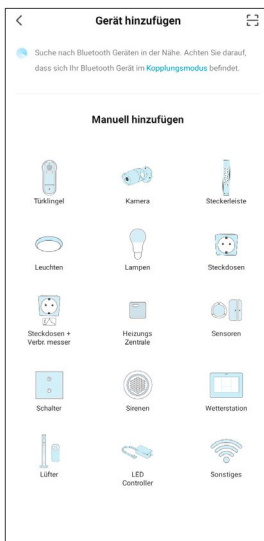 Gerät hinzufügen
Suche nach Bluetooth Geräten in der Nähe. Achten Sie darauf,
dass sich Ihr Bluetooth Gerät im Kopplungsmodus befindet.
Manuell hinzufügen
Türklingel
Kamera
Steckerleiste
Leuchten
Lampen
Steckdosen
Steckdosen +
Verbr. messer
Heizungs
Zentrale
Sensoren
Schalter
Sirenen
Wetterstation
Lüfter
LED
Controller
Sonstiges